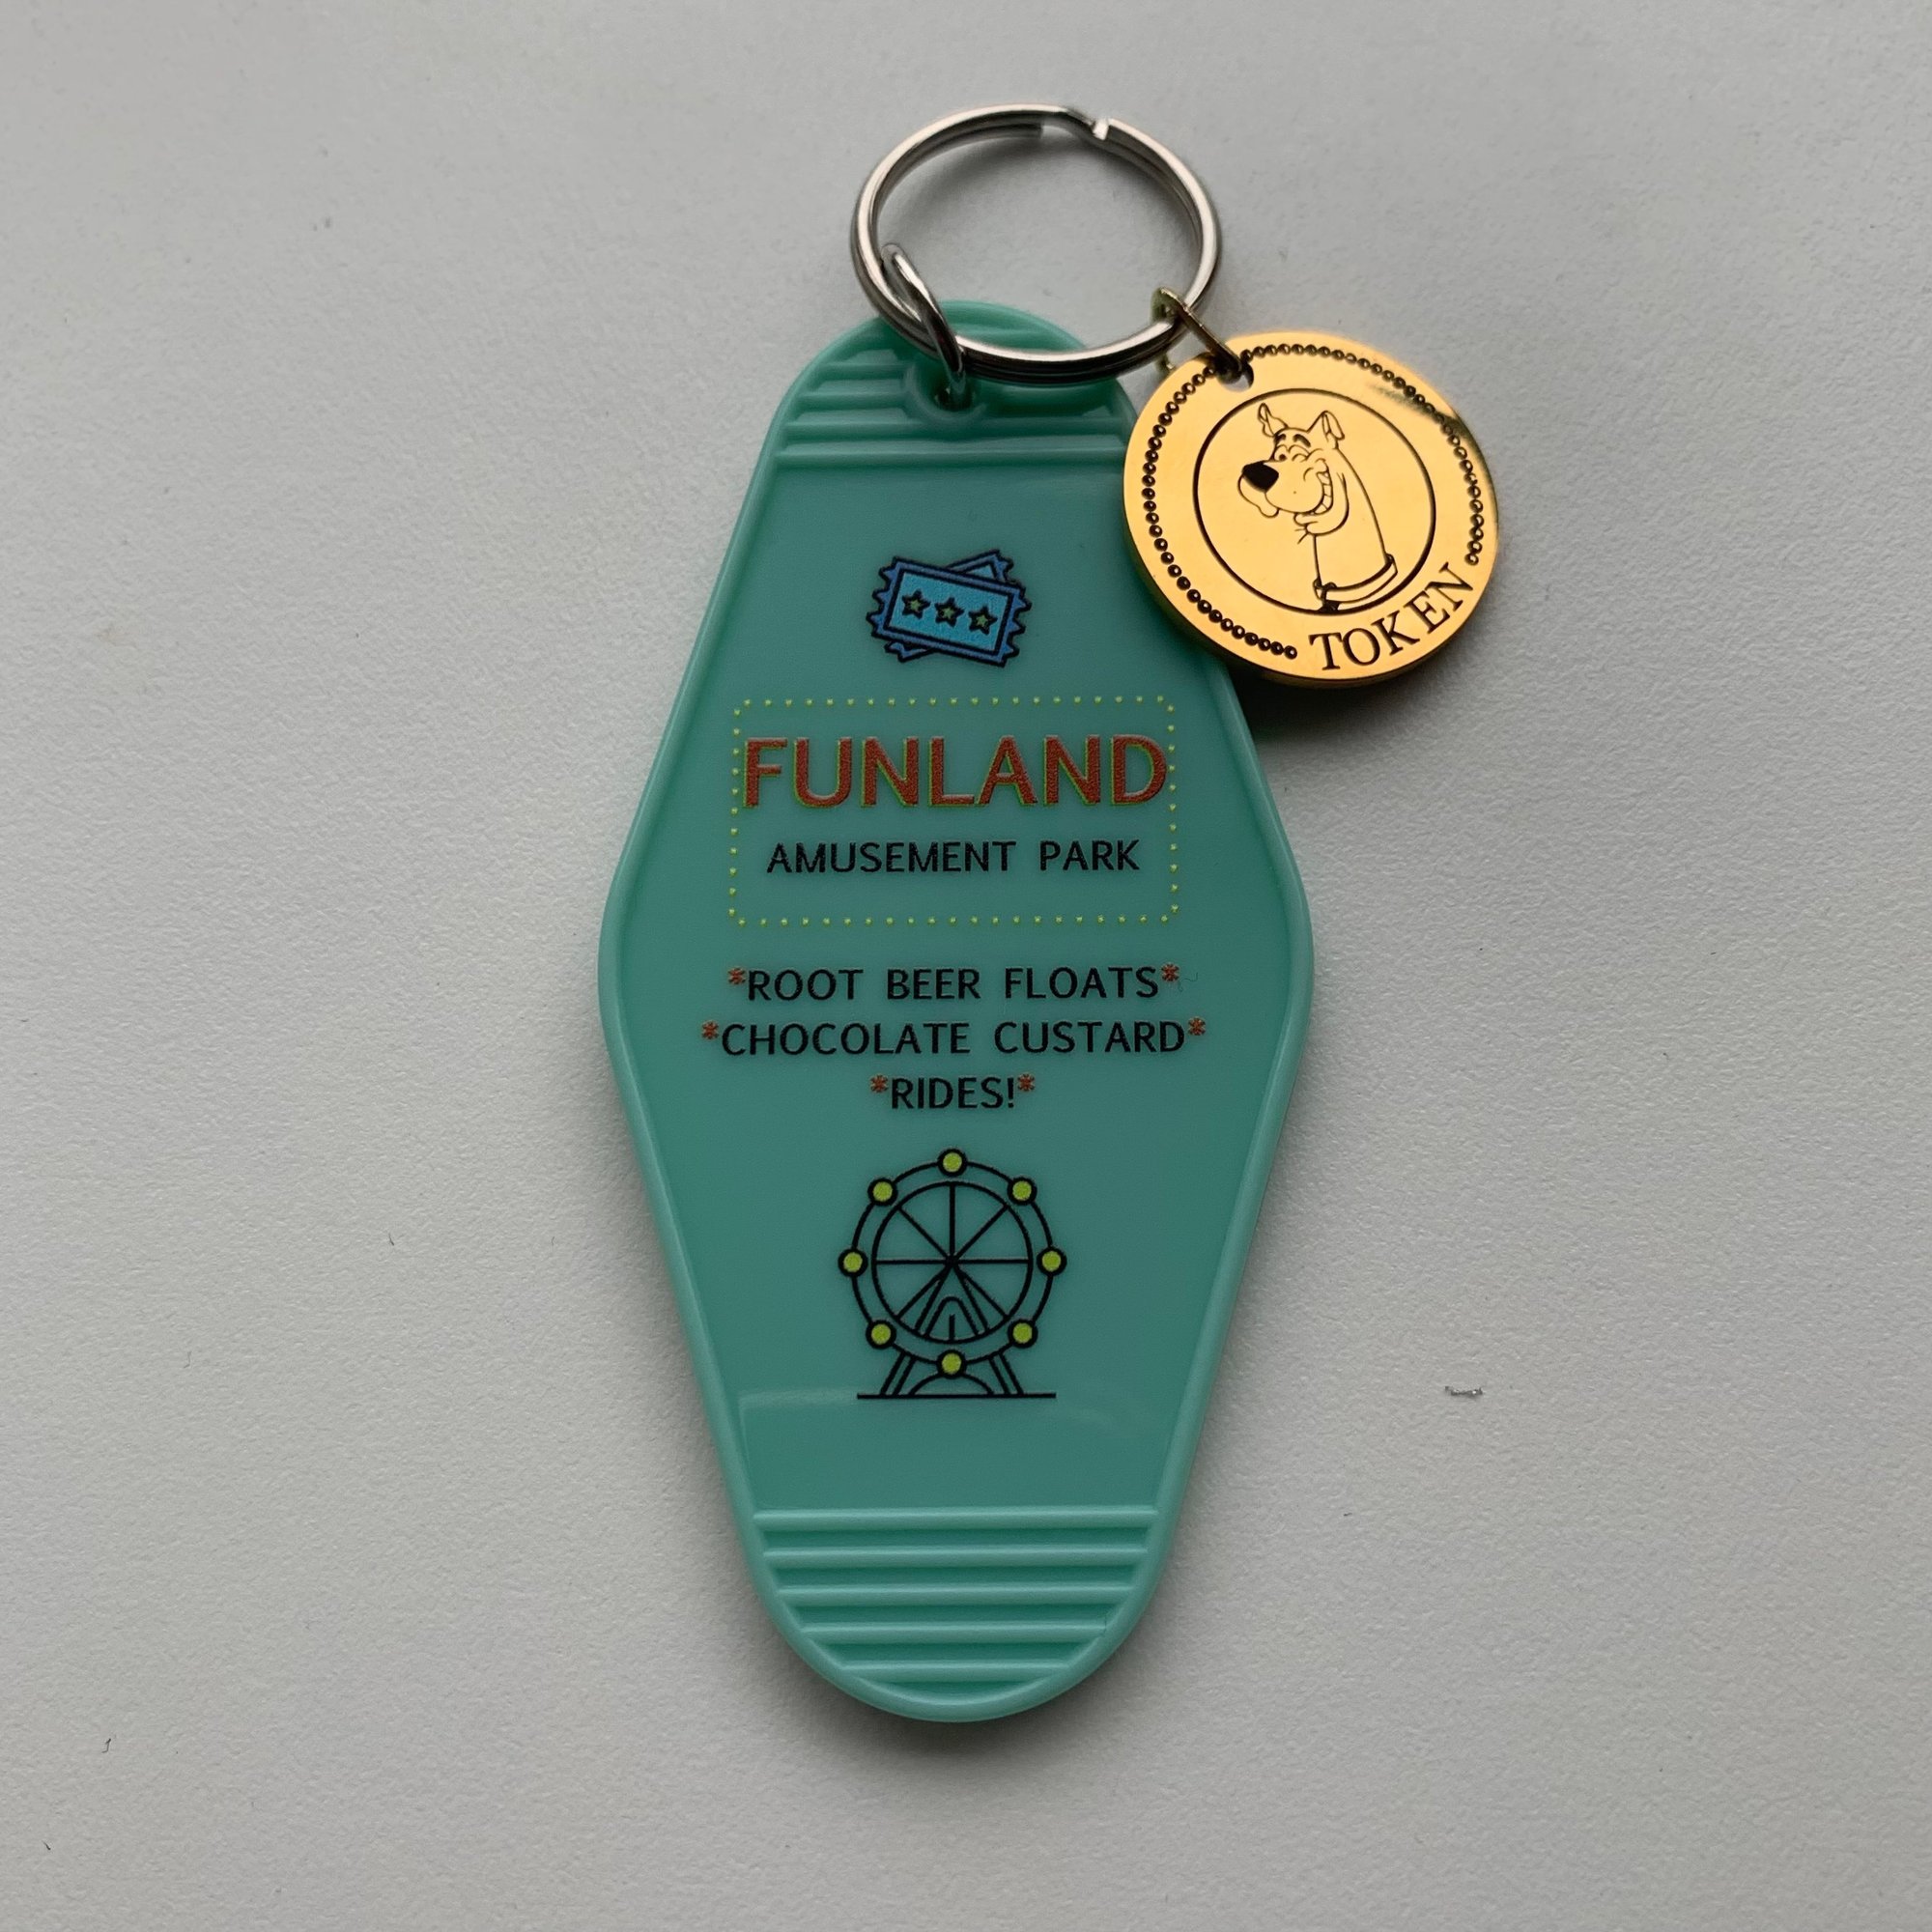 TOKEN
FUNLAND
AMUSEMENT PARK
*ROOT BEER FLOATS*
*CHOCOLATE CUSTARD*
*RIDES!*